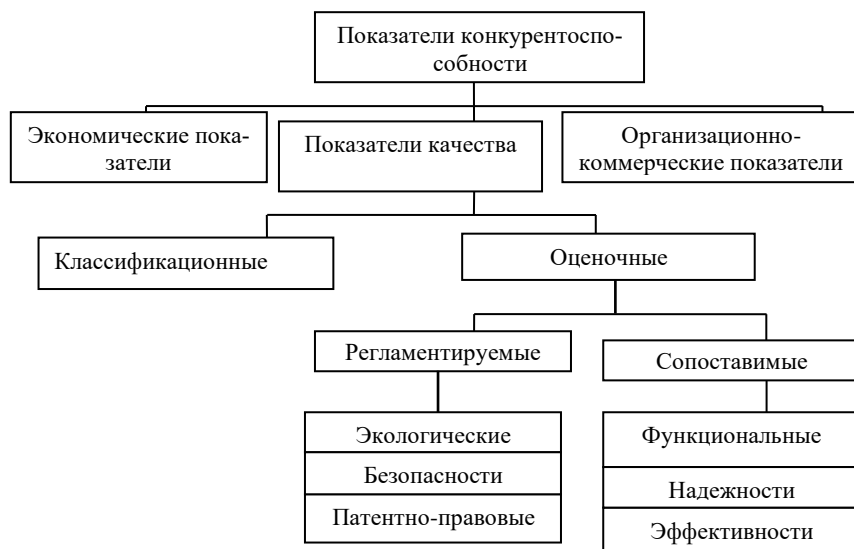 Показатели конкурентоспо-
собности
Экономические пока-
затели
Показатели качества
Организационно-
коммерческие показатели
Классификационные
Оценочные
Регламентируемые
Сопоставимые
Экологические
Безопасности
Патентно-правовые
Функциональные
Надежности
Эффективности